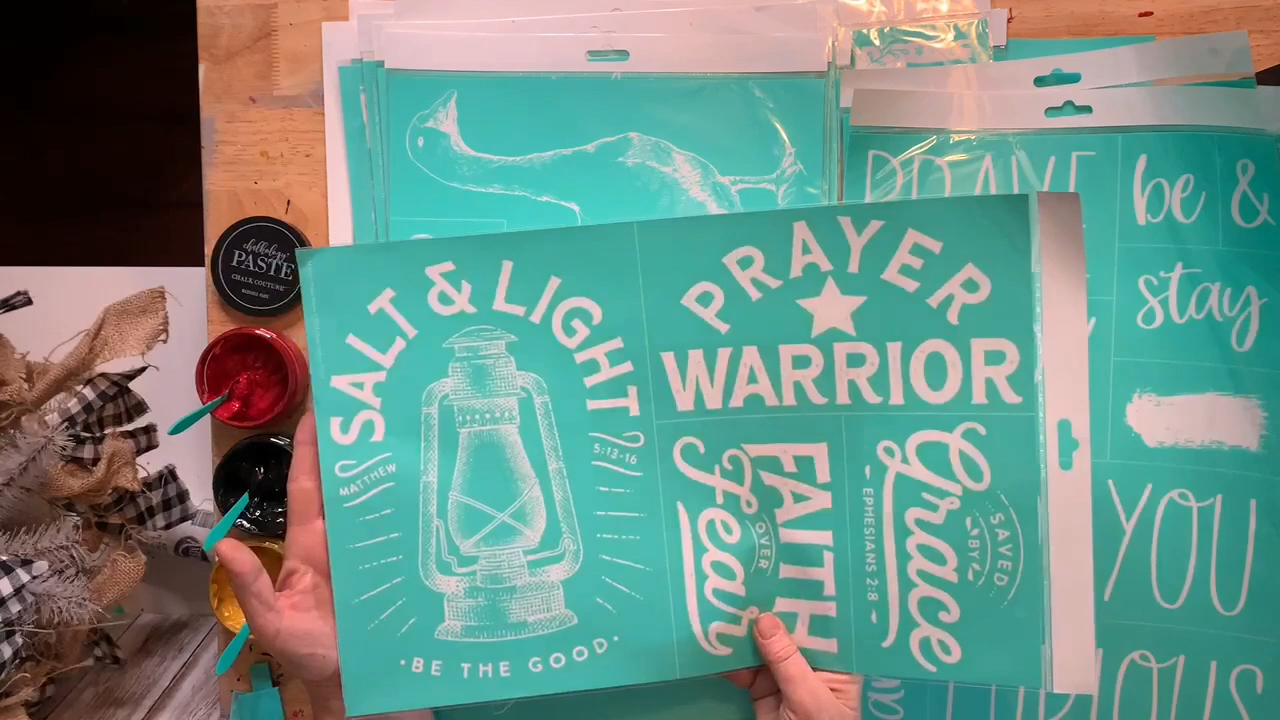 chalkology
PASTE
CHALK COUTURE
SALT & LIGHT
MATTHEW
5:13-16
·BE THE GOOD·
PRAYER
WARRIOR
FAITH
OVER
Fear
SAVED
BY
Grace
- EPHESIANS 2:8 -
BRAVE
be &
stay
YOU